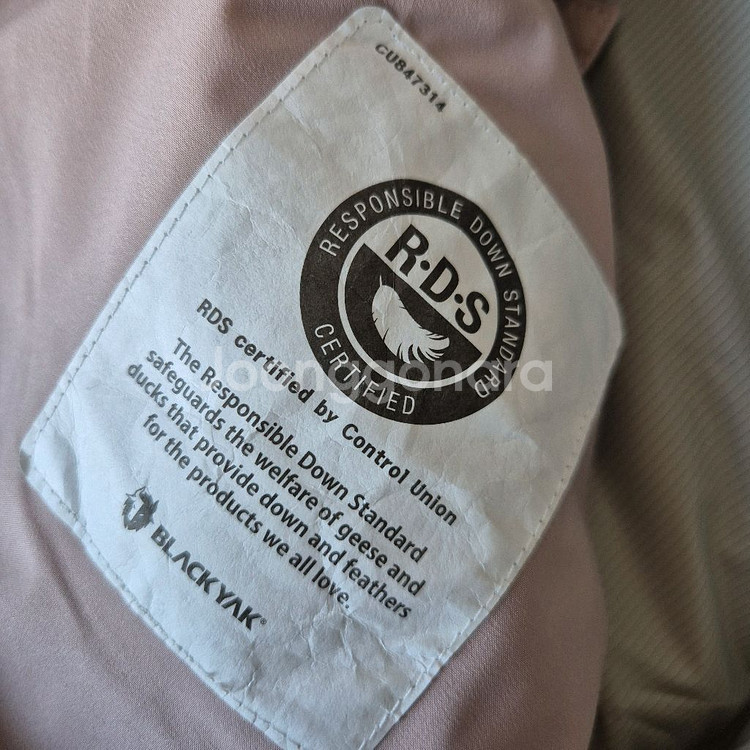 CU847314
RESPONSIBLE DOWN STANDARD
R·D·S
CERTIFIED
RDS certified by Control Union
The Responsible Down Standard
safeguards the welfare of geese and
ducks that provide down and feathers
for the products we all love.
BLACKYAK®